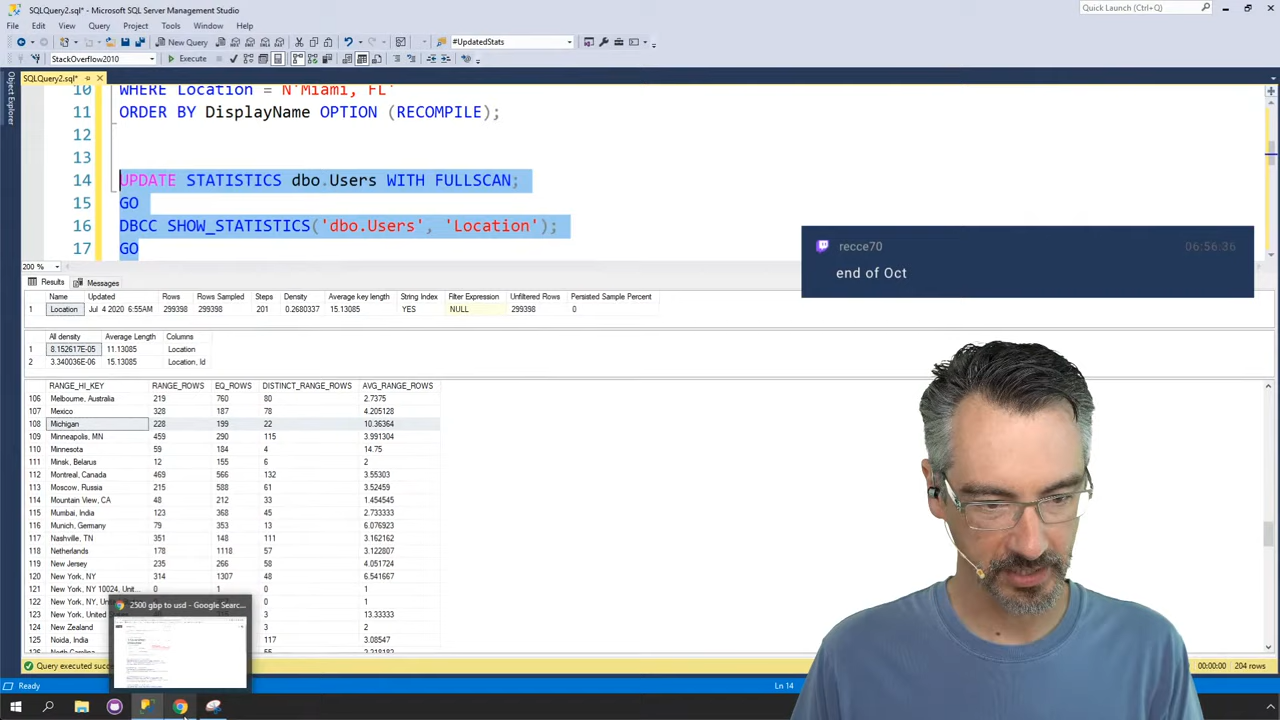 SQLQuery2.sql* - Microsoft SQL Server Management Studio
Quick Launch (Ctrl+Q)
File Edit View Query Project Tools Window Help
New Query
#UpdatedStats
StackOverflow2010
Execute
SQLQuery2.sql*
Object Explorer
10 WHERE Location = N'Miami, FL'
11 ORDER BY DisplayName OPTION (RECOMPILE);
12
13
14 UPDATE STATISTICS dbo.Users WITH FULLSCAN;
15 GO
16 DBCC SHOW_STATISTICS('dbo.Users', 'Location');
17 GO
recce70 06:56:36
end of Oct
200 %
Results Messages
Name Updated Rows Rows Sampled Steps Density Average key length String Index Filter Expression Unfiltered Rows Persisted Sample Percent
1 Location Jul 4 2020 6:55AM 299398 299398 201 0.2680337 15.13085 YES NULL 299398 0
All density Average Length Columns
1 8.152617E-05 11.13085 Location
2 3.340036E-06 15.13085 Location, Id
RANGE_HI_KEY RANGE_ROWS EQ_ROWS DISTINCT_RANGE_ROWS AVG_RANGE_ROWS
106 Melbourne, Australia 219 760 80 2.7375
107 Mexico 328 187 78 4.205128
108 Michigan 228 199 22 10.36364
109 Minneapolis, MN 459 290 115 3.991304
110 Minnesota 59 184 4 14.75
111 Minsk, Belarus 12 155 6 2
112 Montreal, Canada 469 566 132 3.55303
113 Moscow, Russia 215 588 61 3.52459
114 Mountain View, CA 48 212 33 1.454545
115 Mumbai, India 123 368 45 2.733333
116 Munich, Germany 79 353 13 6.076923
117 Nashville, TN 351 148 111 3.162162
118 Netherlands 178 1118 57 3.122807
119 New Jersey 235 266 58 4.051724
120 New York, NY 314 1307 48 6.541667
121 New York, NY 10024, Unit... 0 1 0 0
122 New York, NY, Un
1
0
123 New York, United
3 13.33333
124 New Zealand
3 2
125 Noida, India
117 3.08547
2500 gbp to usd - Google Searc...
Query executed succ
00:00:00 204 rows
Ready
Ln 14